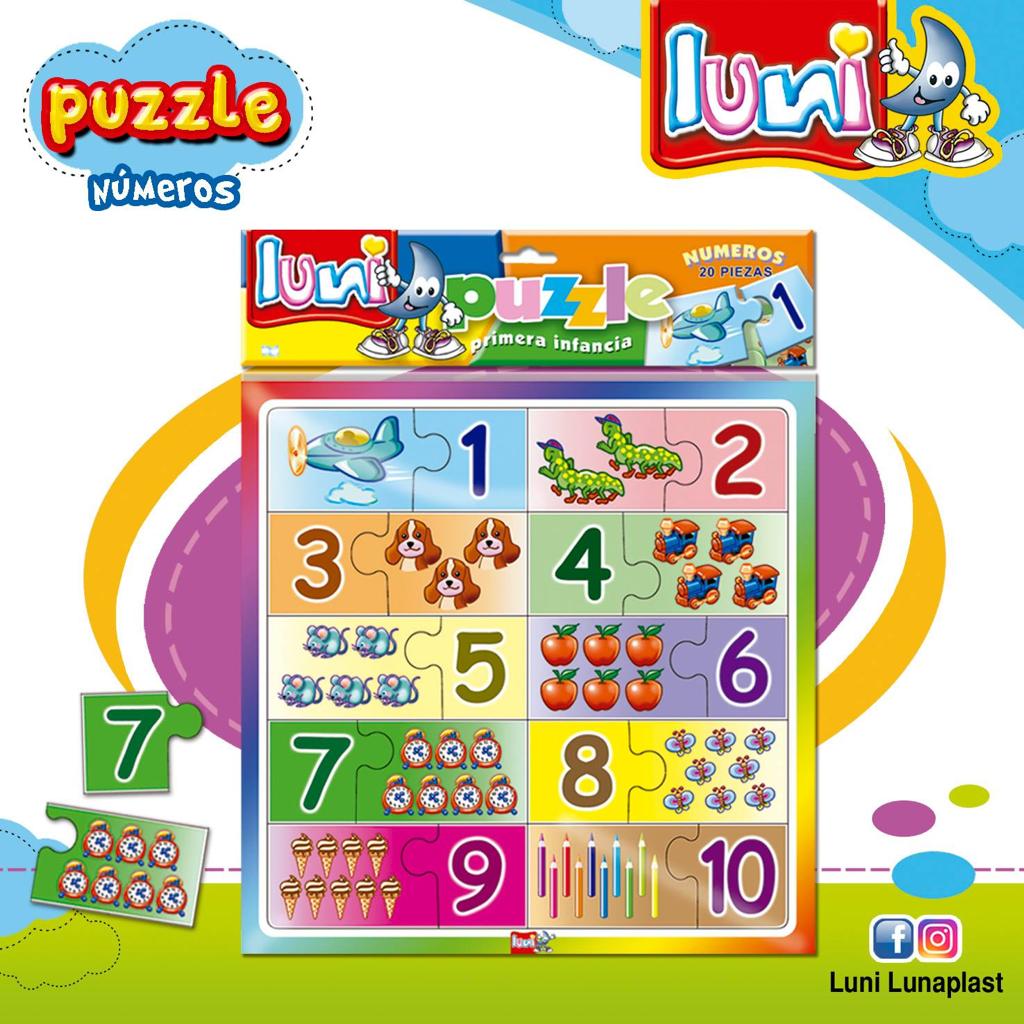 puzzle
Números
luni
luni
puzzle
primera infancia
NUMEROS
20 PIEZAS
1
1
2
3
4
5
6
7
8
9
10
luni
7
Luni Lunaplast